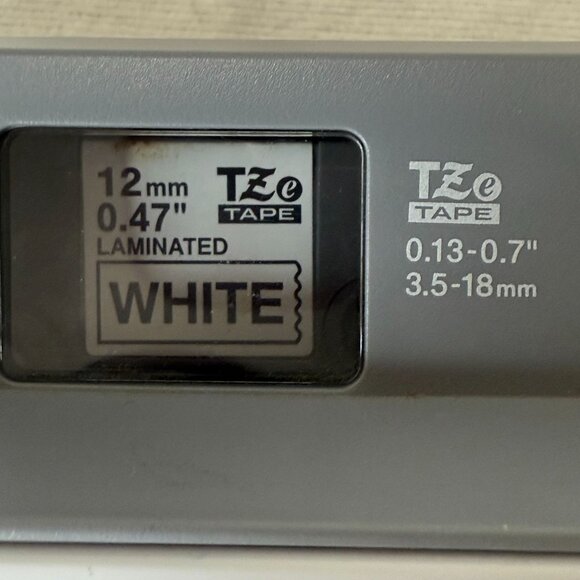 12mm TZe
0.47" TAPE
LAMINATED
WHITE
TZe
TAPE
0.13-0.7"
3.5-18mm